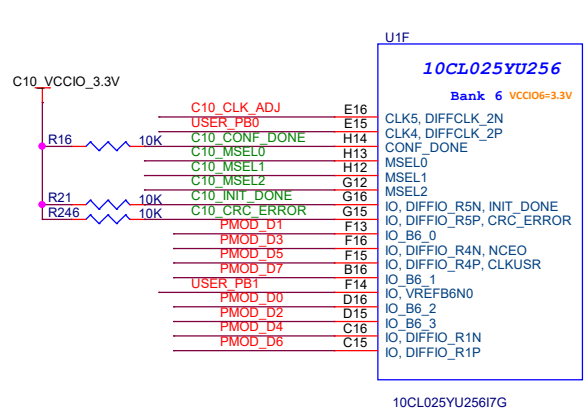 U1F
10CL025YU256
Bank 6 VCCIO6=3.3V
C10_VCCIO_3.3V
C10_CLK_ADJ E16 CLK5, DIFFCLK_2N
USER_PB0 E15 CLK4, DIFFCLK_2P
R16 10K C10_CONF_DONE H14 CONF_DONE
C10_MSEL0 H13 MSEL0
C10_MSEL1 H12 MSEL1
C10_MSEL2 G12 MSEL2
R21 10K C10_INIT_DONE G16 IO, DIFFIO_R5N, INIT_DONE
R246 10K C10_CRC_ERROR G15 IO, DIFFIO_R5P, CRC_ERROR
PMOD_D1 F13 IO_B6_0
PMOD_D3 F16 IO, DIFFIO_R4N, NCEO
PMOD_D5 F15 IO, DIFFIO_R4P, CLKUSR
PMOD_D7 B16 IO_B6_1
USER_PB1 F14 IO, VREFB6N0
PMOD_D0 D16 IO_B6_2
PMOD_D2 D15 IO_B6_3
PMOD_D4 C16 IO, DIFFIO_R1N
PMOD_D6 C15 IO, DIFFIO_R1P
10CL025YU256I7G